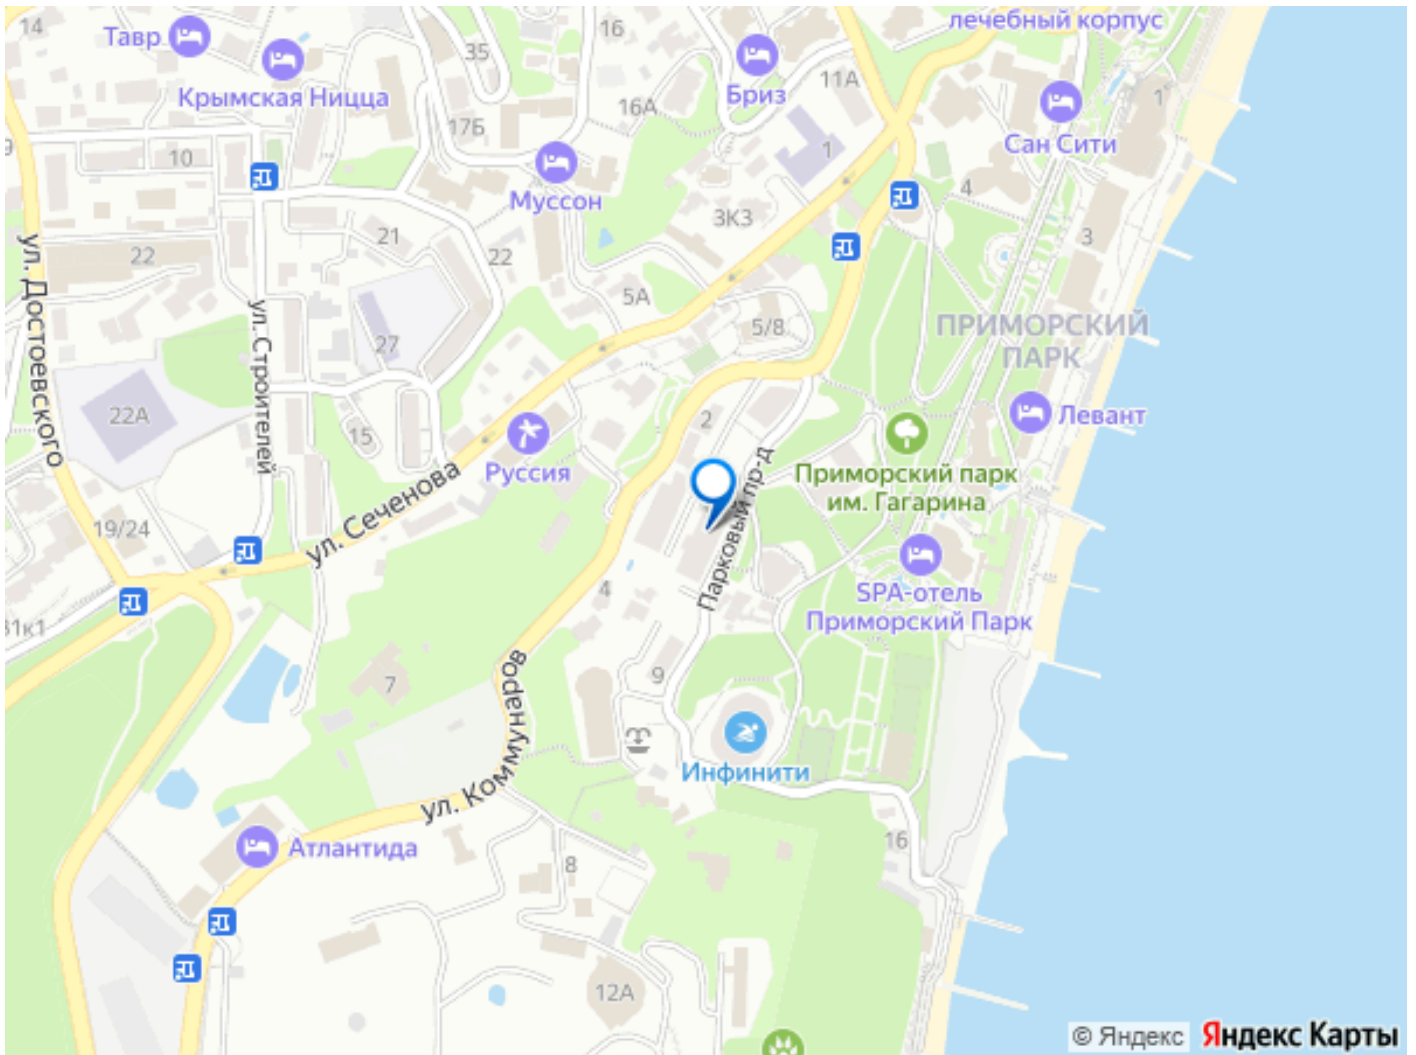 14
Тавр
16
35
лечебный корпус
Крымская Ницца
Бриз
11А
16А
17Б
1
Сан Сити
10
1
Муссон
4
3К3
3
21
22
22
ул. Достоевского
ул. Строителей
5А
5/8
ПРИМОРСКИЙ
ПАРК
27
22А
15
2
Левант
Руссия
Приморский парк
им. Гагарина
ул. Сеченова
Парковый пр-д
19/24
SPA-отель
Приморский Парк
4
31к1
7
9
ул. Коммунаров
Инфинити
16
Атлантида
8
12А
© Яндекс Яндекс Карты